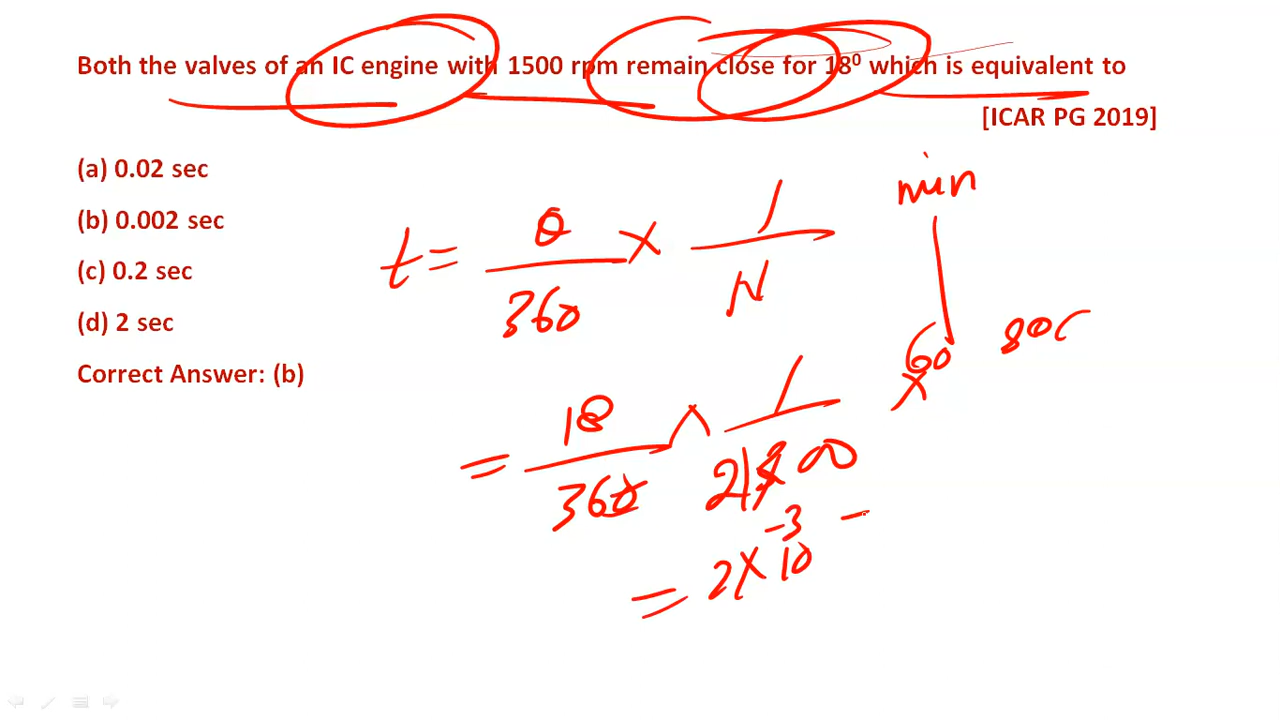 Both the valves of an IC engine with 1500 rpm remain close for 18⁰ which is equivalent to
[ICAR PG 2019]
(a) 0.02 sec
(b) 0.002 sec
(c) 0.2 sec
(d) 2 sec
Correct Answer: (b)
min
t = θ/360 × 1/N
60 sec
= 18/360 × 1/
= 2 × 10⁻³